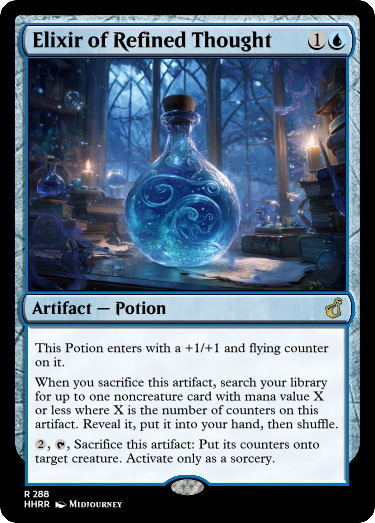 Elixir of Refined Thought 1
Artifact — Potion
This Potion enters with a +1/+1 and flying counter
on it.
When you sacrifice this artifact, search your library
for up to one noncreature card with mana value X
or less where X is the number of counters on this
artifact. Reveal it, put it into your hand, then shuffle.
2, , Sacrifice this artifact: Put its counters onto
target creature. Activate only as a sorcery.
R 288
HHRR Midjourney